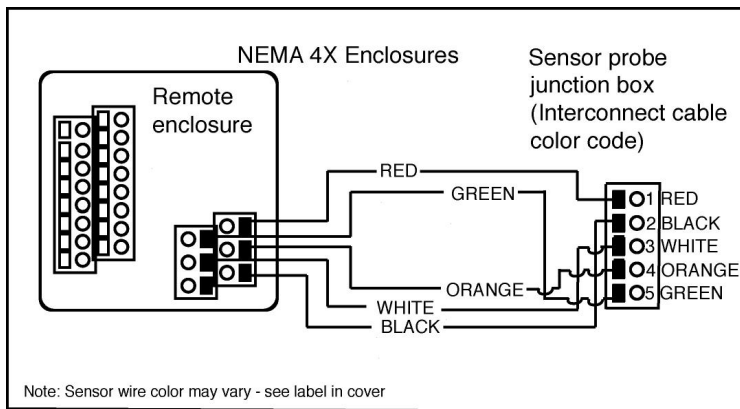 NEMA 4X Enclosures
Sensor probe
junction box
(Interconnect cable
color code)
Remote
enclosure
RED
GREEN
ORANGE
WHITE
BLACK
1 RED
2 BLACK
3 WHITE
4 ORANGE
5 GREEN
Note: Sensor wire color may vary - see label in cover